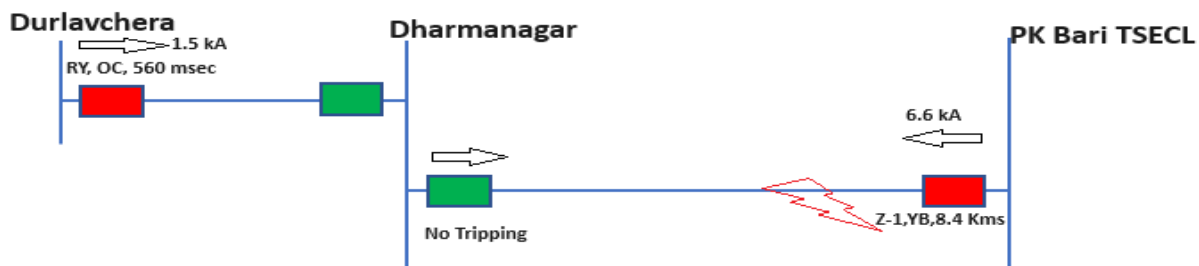 Durlavchera
Dharmanagar
PK Bari TSECL
1.5 kA
RY, OC, 560 msec
6.6 kA
Z-1,YB,8.4 Kms
No Tripping